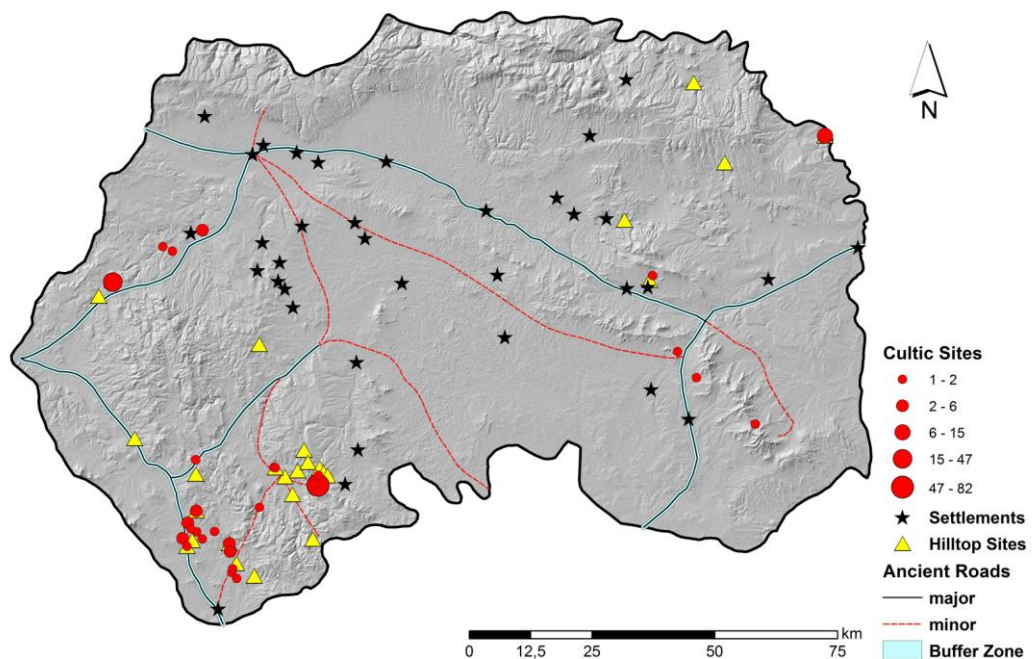 N
Cultic Sites
1 - 2
2 - 6
6 - 15
15 - 47
47 - 82
Settlements
Hilltop Sites
Ancient Roads
major
minor
Buffer Zone
km
0 12,5 25 50 75